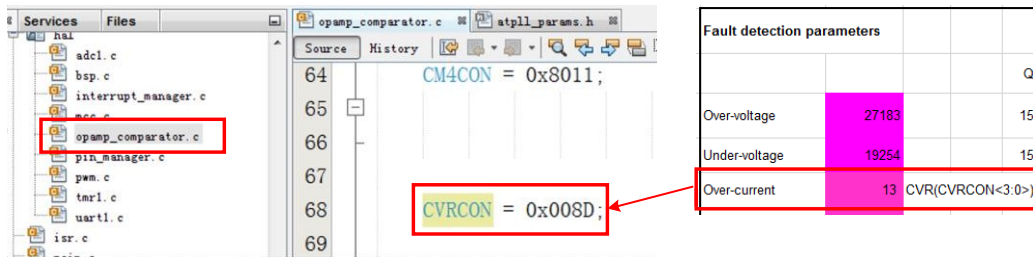 Services Files
hal
adc1.c
bsp.c
interrupt_manager.c
mcc.c
opamp_comparator.c
pin_manager.c
pwm.c
tmr1.c
uart1.c
isr.c
main.c
opamp_comparator.c atpll_params.h
Source History
64 CM4CON = 0x8011;
65
66
67
68 CVRCON = 0x008D;
69
Fault detection parameters
Q
Over-voltage 27183 15
Under-voltage 19254 15
Over-current 13 CVR(CVRCON<3:0>)